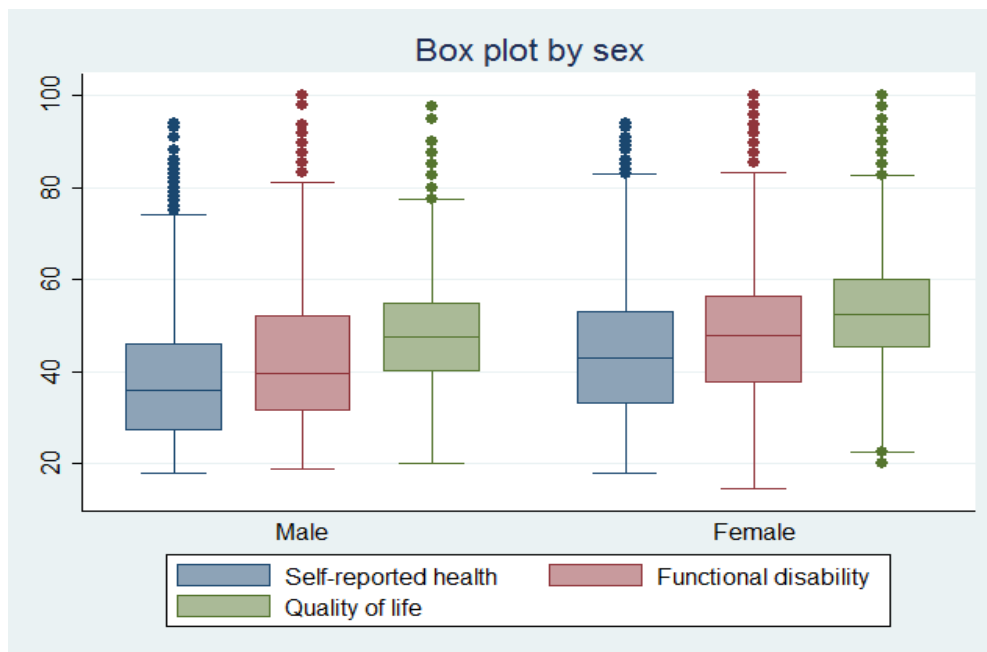 Box plot by sex
100
80
60
40
20
Male Female
Self-reported health Functional disability
Quality of life